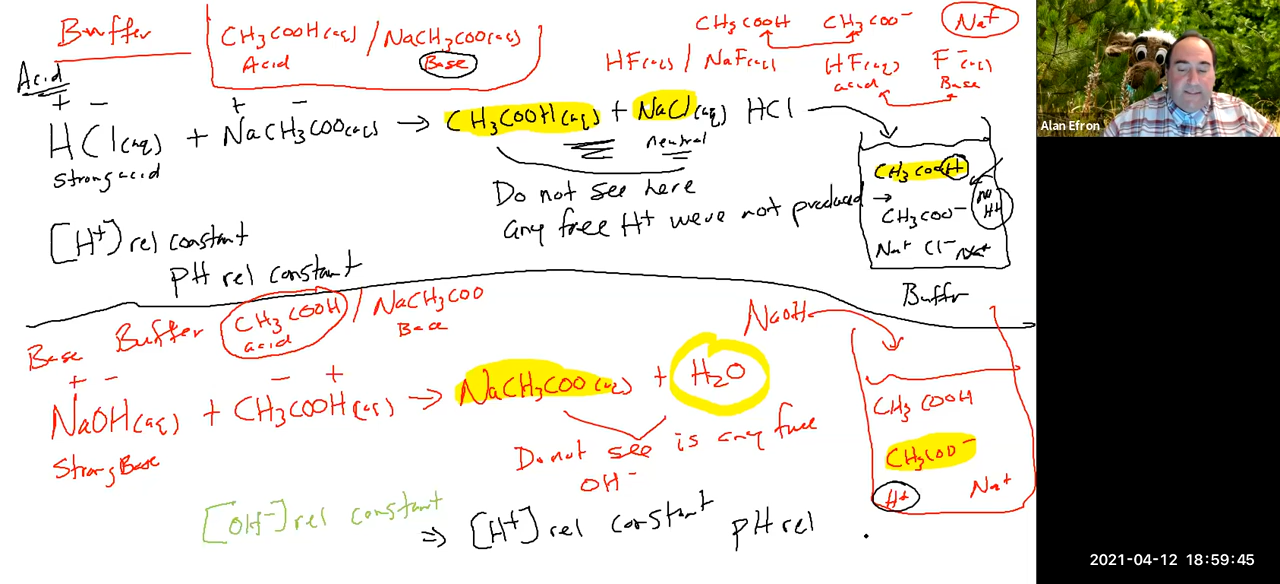 Buffer
CH3COOH(aq) / NaCH3COO(aq)
Acid Base
CH3COOH CH3COO⁻ Na⁺
HF(aq) / NaF(aq) HF(aq) F⁻(aq)
acid Base
Acid
+ − + −
HCl(aq) + NaCH3COO(aq) → CH3COOH(aq) + NaCl(aq) HCl
Strong acid neutral
Do not see here
any free H⁺ were not produced →
[H⁺] rel constant
pH rel constant
CH3COOH
CH3COO⁻ no H⁺
Na⁺ Cl⁻ Na⁺
Buffer
Base Buffer CH3COOH / NaCH3COO
acid Base
NaOH
+ − − +
NaOH(aq) + CH3COOH(aq) → NaCH3COO(aq) + H2O
Strong Base
Do not see is any free
OH⁻
CH3COOH
CH3COO⁻
H⁺ Na⁺
[OH⁻] rel constant ⇒ [H⁺] rel constant pH rel
Alan Efron
2021-04-12 18:59:45